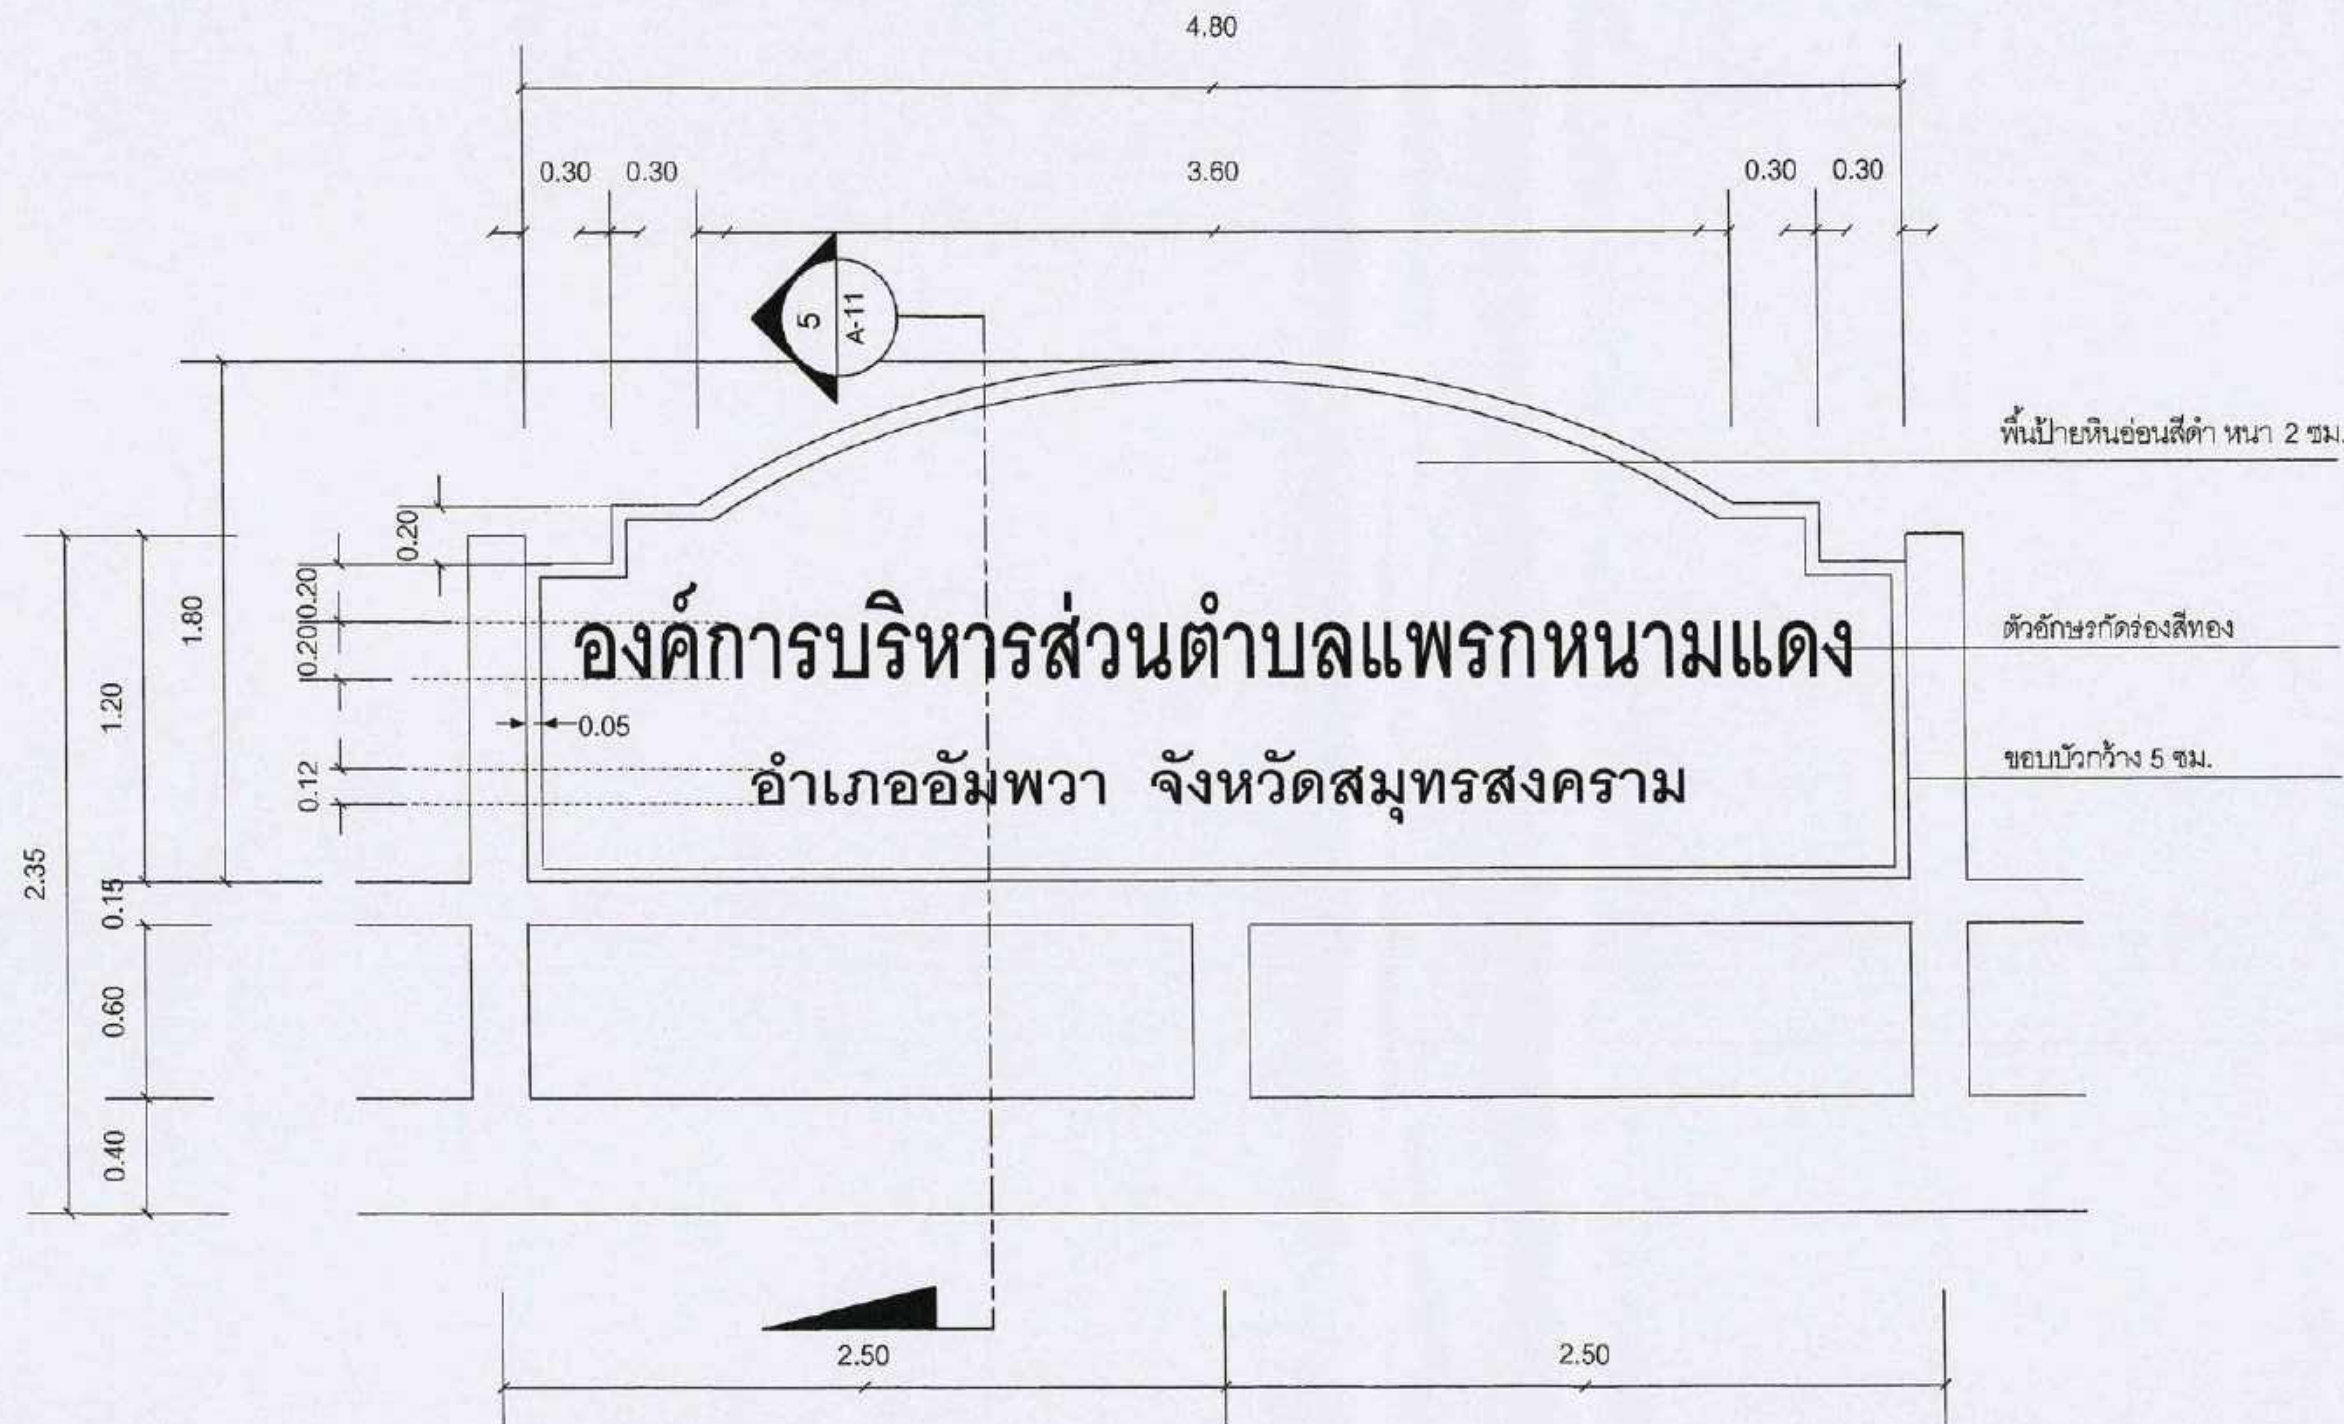 4.80
0.30 0.30 3.60 0.30 0.30
5
A-11
พื้นป้ายหินอ่อนสีดำ หนา 2 ซม.
0.20
0.20
0.20
1.80
องค์การบริหารส่วนตำบลแพรกหนามแดง
ตัวอักษรกัดร่องสีทอง
1.20
0.05
0.12
อำเภออัมพวา จังหวัดสมุทรสงคราม
ขอบบัวกว้าง 5 ซม.
2.35
0.15
0.60
0.40
2.50 2.50